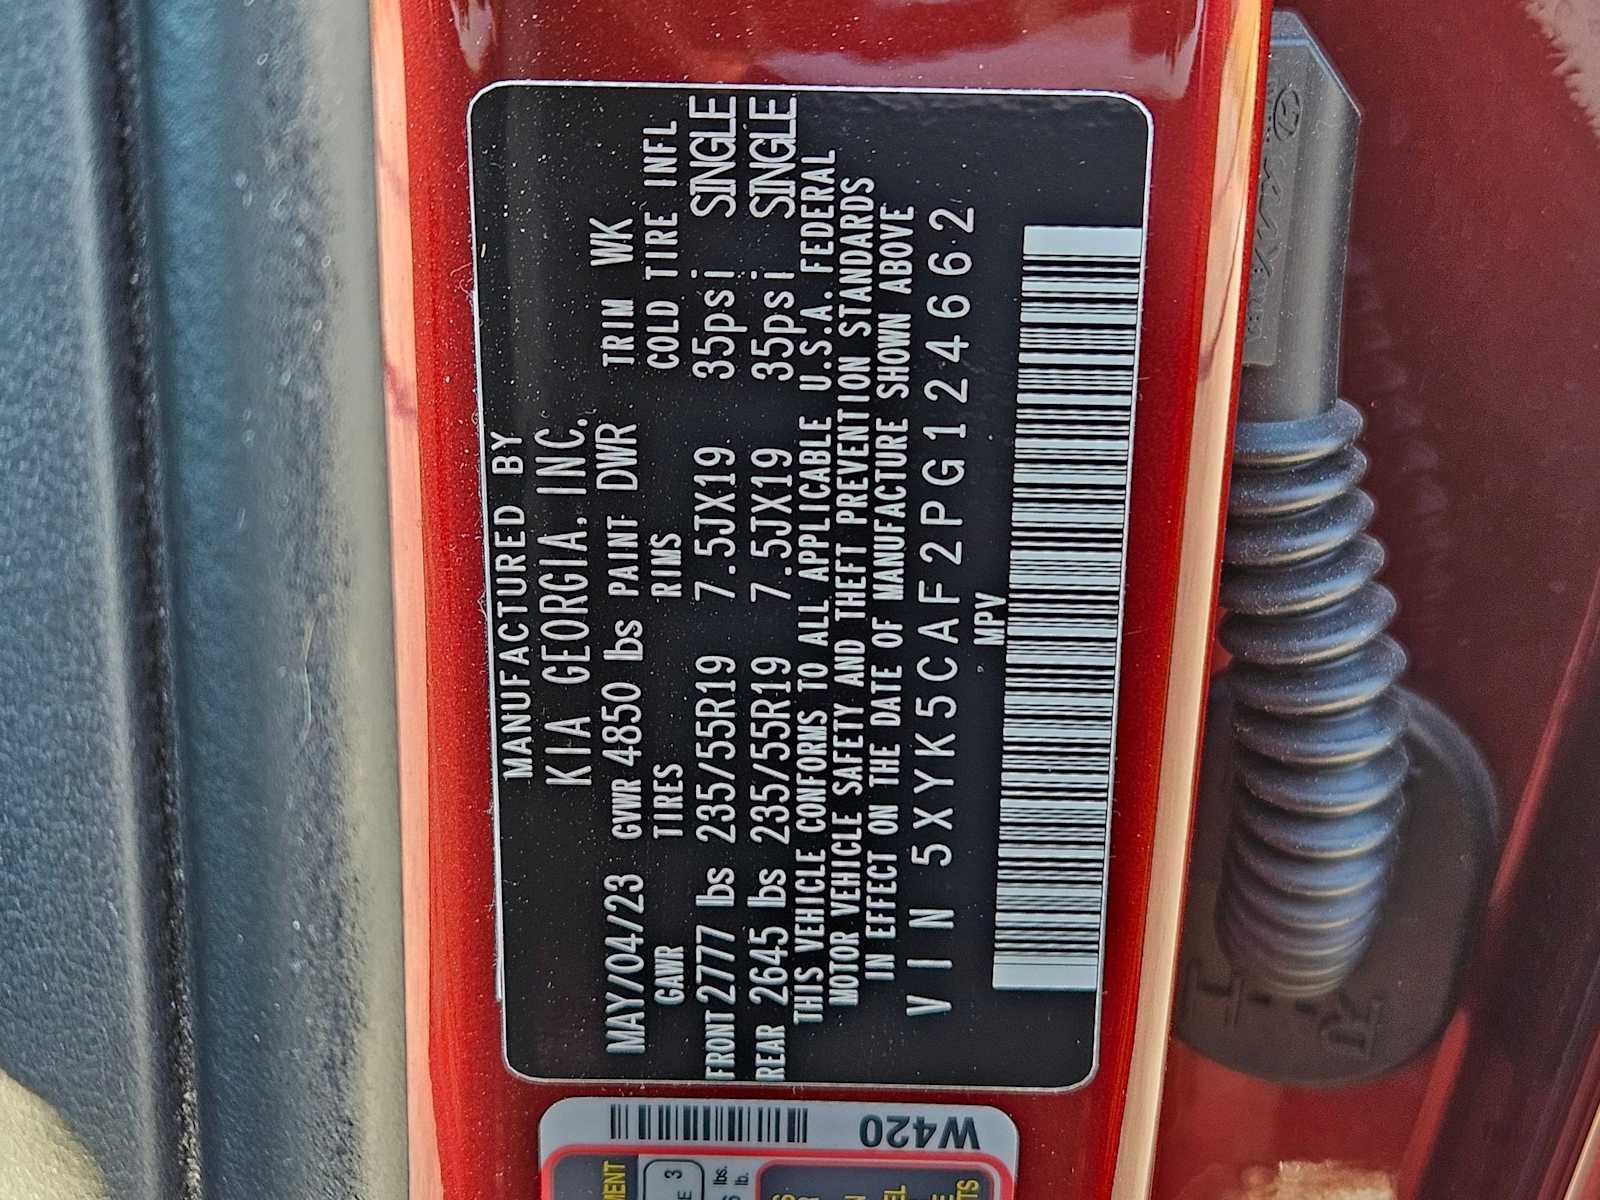 MANUFACTURED BY
KIA GEORGIA, INC.
MAY/04/23 GVWR 4850 lbs PAINT DWR TRIM WK
GAWR TIRES RIMS COLD TIRE INFL
FRONT 2777 lbs 235/55R19 7.5JX19 35psi SINGLE
REAR 2645 lbs 235/55R19 7.5JX19 35psi SINGLE
THIS VEHICLE CONFORMS TO ALL APPLICABLE U.S.A. FEDERAL
MOTOR VEHICLE SAFETY AND THEFT PREVENTION STANDARDS
IN EFFECT ON THE DATE OF MANUFACTURE SHOWN ABOVE
VIN 5XYK5CAF2PG124662
MPV
W420
3
lbs.
lb.